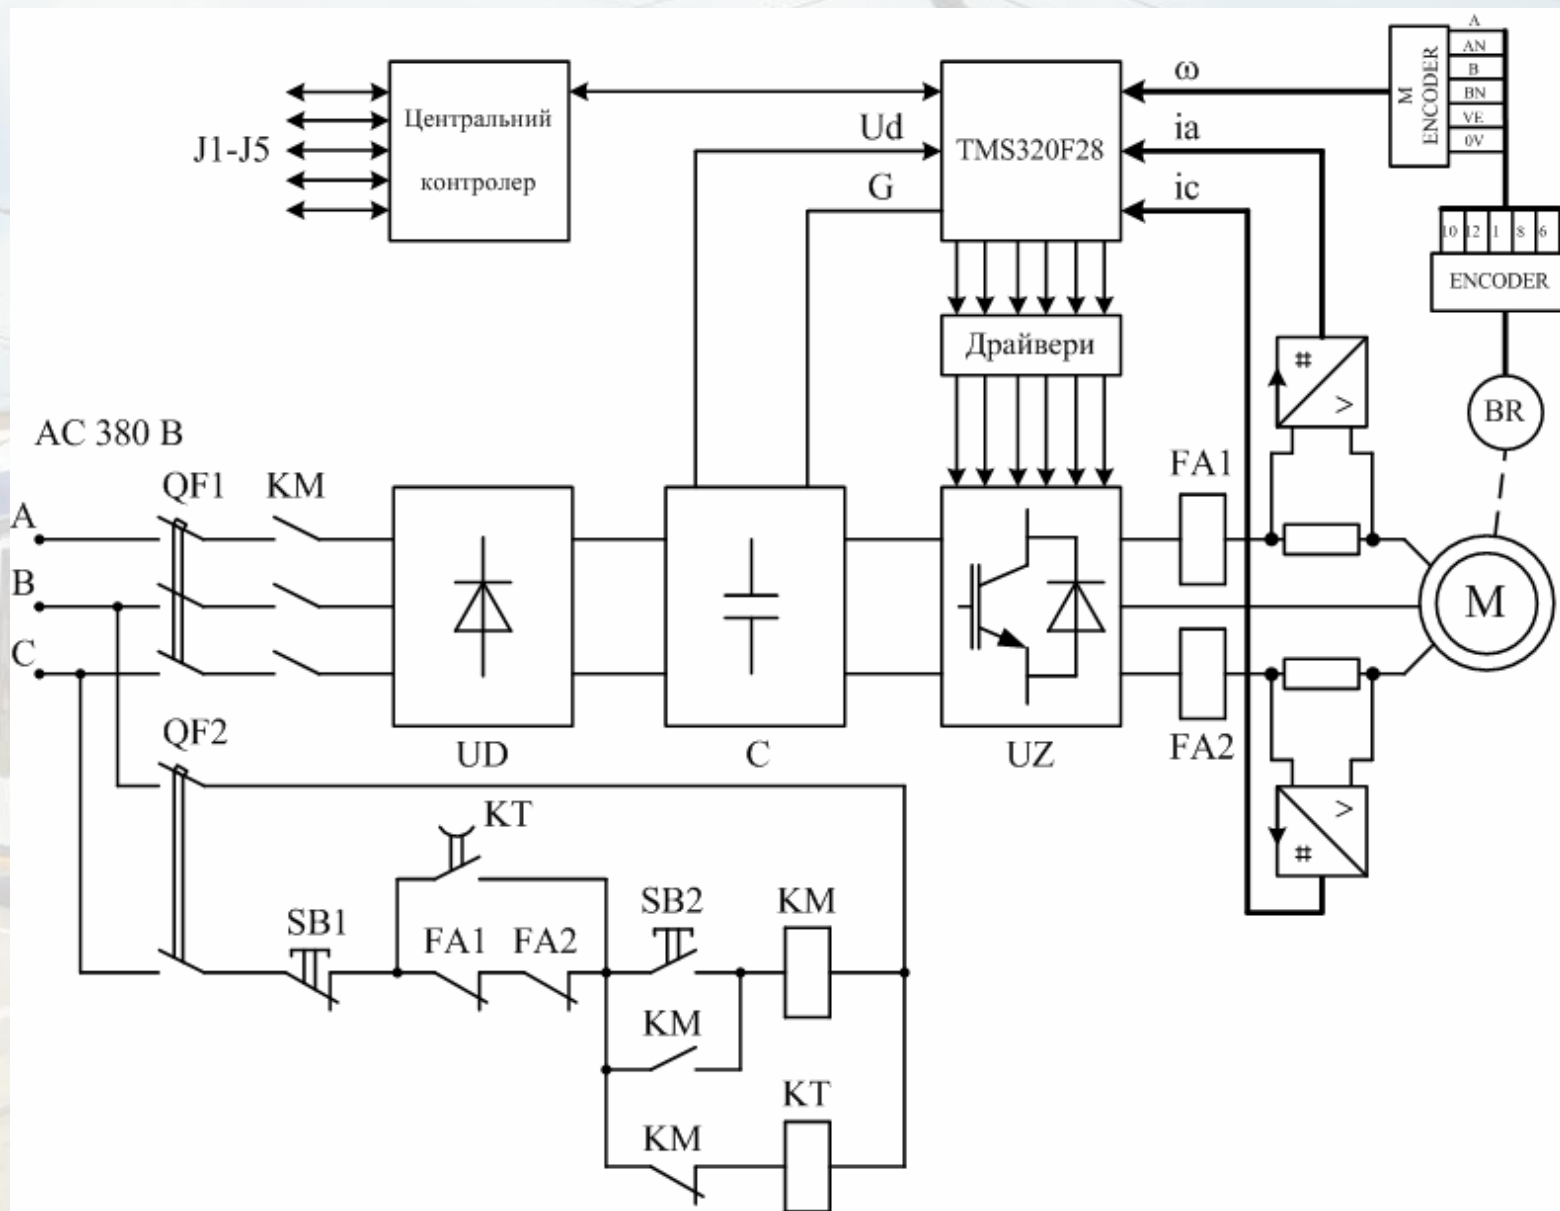 A
AN
B
BN
VE
0V
M ENCODER
ω
Центральний
контролер
J1-J5
Ud
TMS320F28
ia
G
ic
10 12 1 8 6
ENCODER
Драйвери
#
>
BR
AC 380 В
QF1
KM
FA1
A
B
C
M
QF2
UD
C
UZ
FA2
KT
>
#
SB1
FA1
FA2
SB2
KM
KM
KT
KM